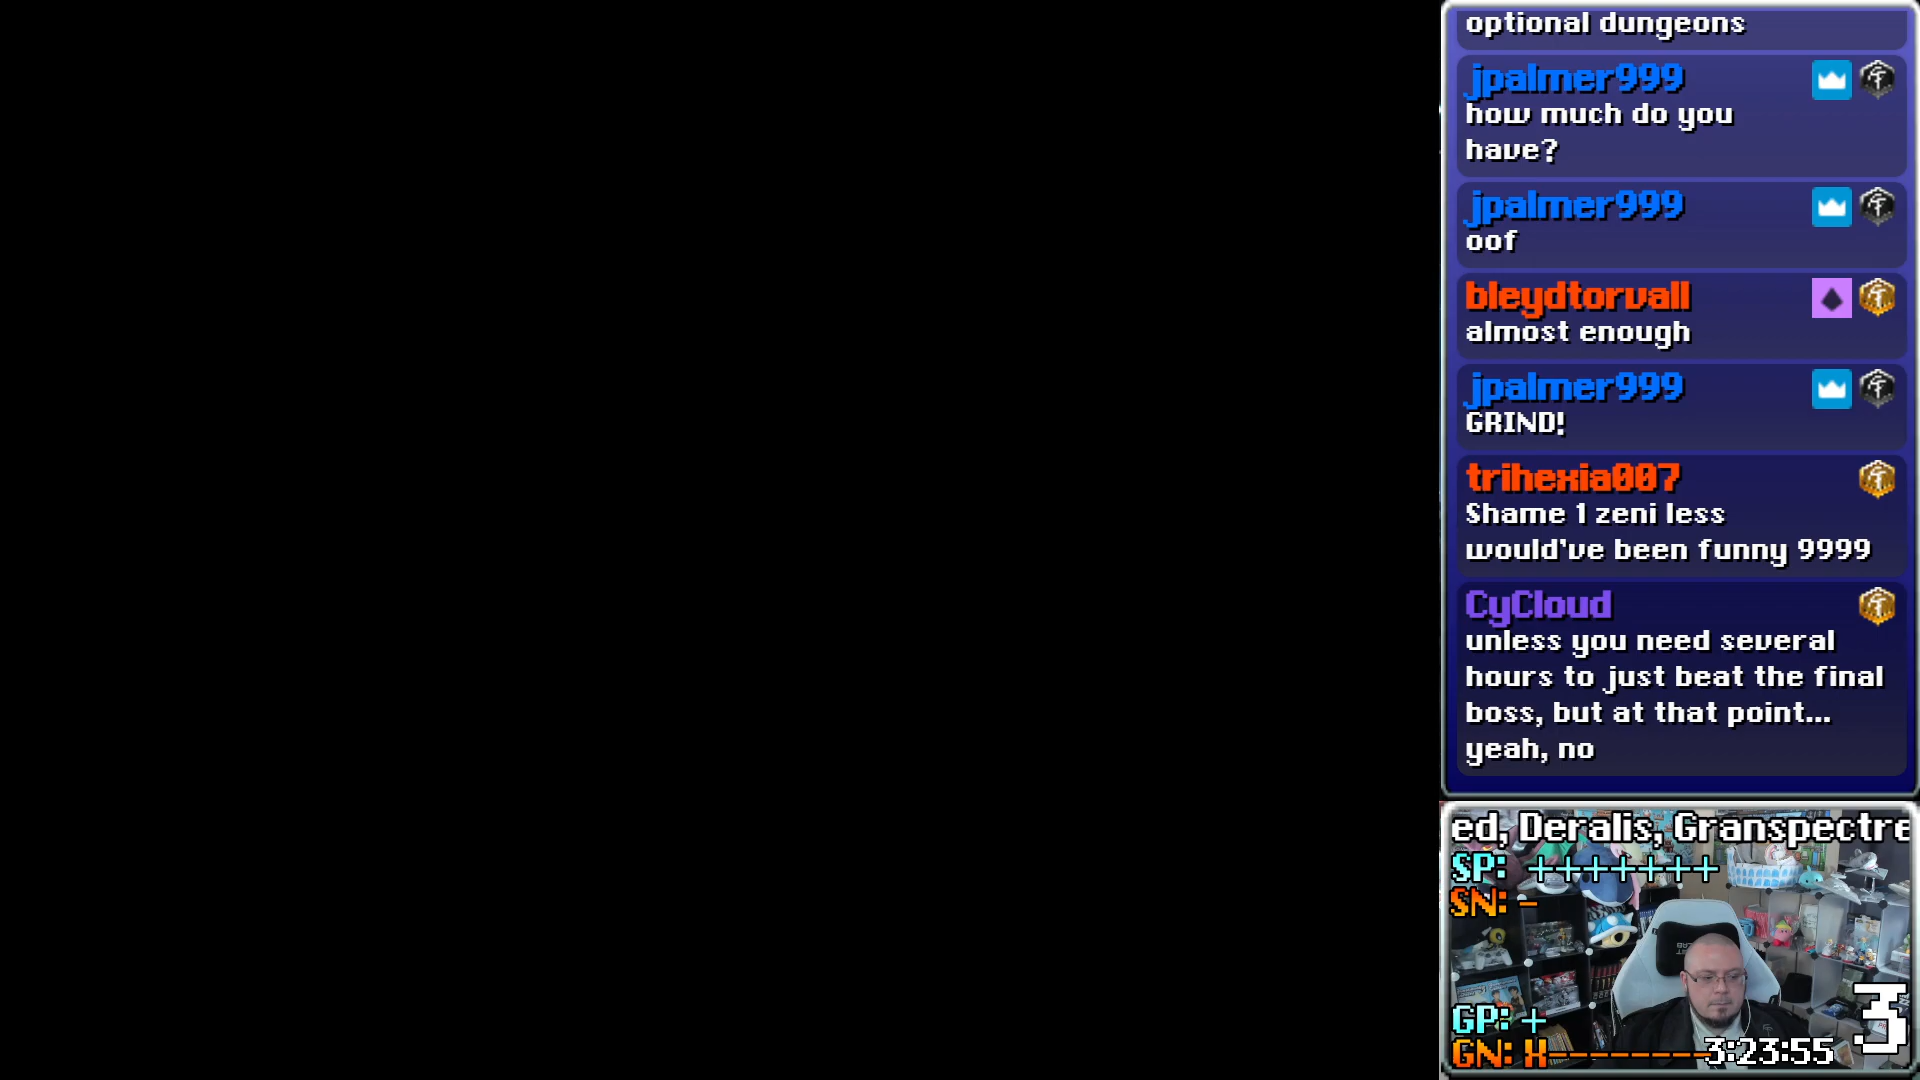 optional dungeons
jpalmer999
how much do you
have?
jpalmer999
oof
bleydtorvall
almost enough
jpalmer999
GRIND!
trihexia007
Shame 1 zeni less
would've been funny 9999
CyCloud
unless you need several
hours to just beat the final
boss, but at that point...
yeah, no
ed, Deralis, Granspectre
SP: +++++++
SN: -
GP: +
GN: X---------
3:23:55
3